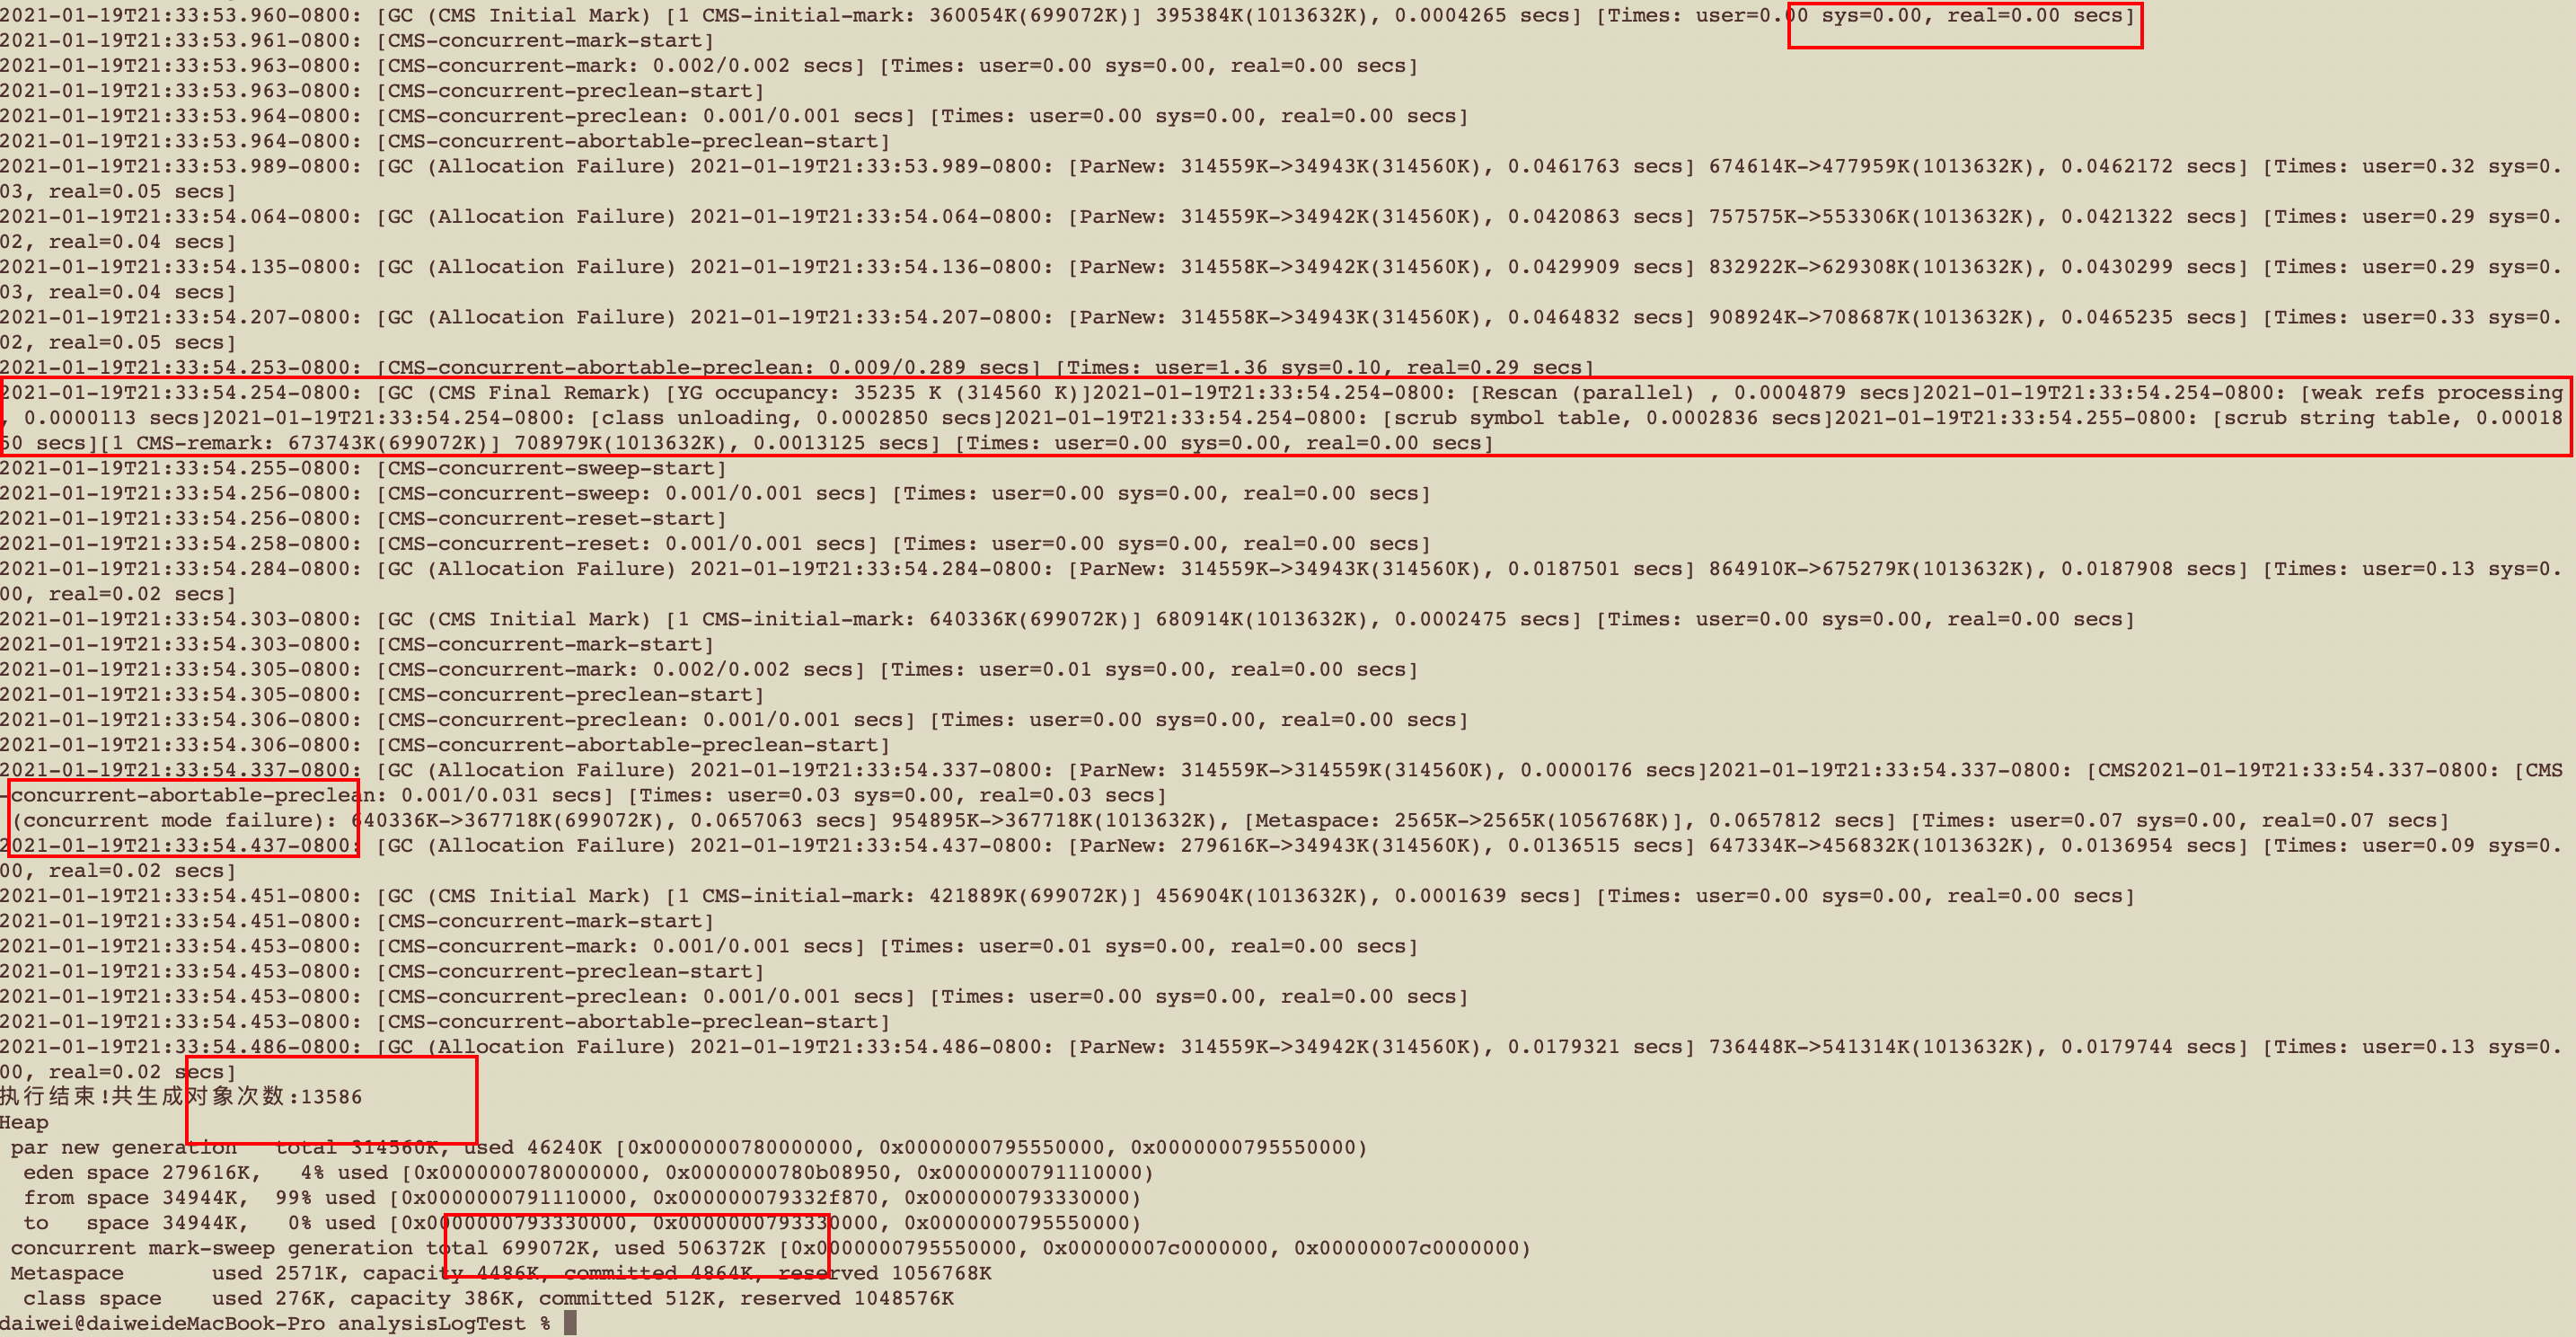 2021-01-19T21:33:53.960-0800: [GC (CMS Initial Mark) [1 CMS-initial-mark: 360054K(699072K)] 395384K(1013632K), 0.0004265 secs] [Times: user=0.00 sys=0.00, real=0.00 secs]
2021-01-19T21:33:53.961-0800: [CMS-concurrent-mark-start]
2021-01-19T21:33:53.963-0800: [CMS-concurrent-mark: 0.002/0.002 secs] [Times: user=0.00 sys=0.00, real=0.00 secs]
2021-01-19T21:33:53.963-0800: [CMS-concurrent-preclean-start]
2021-01-19T21:33:53.964-0800: [CMS-concurrent-preclean: 0.001/0.001 secs] [Times: user=0.00 sys=0.00, real=0.00 secs]
2021-01-19T21:33:53.964-0800: [CMS-concurrent-abortable-preclean-start]
2021-01-19T21:33:53.989-0800: [GC (Allocation Failure) 2021-01-19T21:33:53.989-0800: [ParNew: 314559K->34943K(314560K), 0.0461763 secs] 674614K->477959K(1013632K), 0.0462172 secs] [Times: user=0.32 sys=0.
03, real=0.05 secs]
2021-01-19T21:33:54.064-0800: [GC (Allocation Failure) 2021-01-19T21:33:54.064-0800: [ParNew: 314559K->34942K(314560K), 0.0420863 secs] 757575K->553306K(1013632K), 0.0421322 secs] [Times: user=0.29 sys=0.
02, real=0.04 secs]
2021-01-19T21:33:54.135-0800: [GC (Allocation Failure) 2021-01-19T21:33:54.136-0800: [ParNew: 314558K->34942K(314560K), 0.0429909 secs] 832922K->629308K(1013632K), 0.0430299 secs] [Times: user=0.29 sys=0.
03, real=0.04 secs]
2021-01-19T21:33:54.207-0800: [GC (Allocation Failure) 2021-01-19T21:33:54.207-0800: [ParNew: 314558K->34943K(314560K), 0.0464832 secs] 908924K->708687K(1013632K), 0.0465235 secs] [Times: user=0.33 sys=0.
02, real=0.05 secs]
2021-01-19T21:33:54.253-0800: [CMS-concurrent-abortable-preclean: 0.009/0.289 secs] [Times: user=1.36 sys=0.10, real=0.29 secs]
2021-01-19T21:33:54.254-0800: [GC (CMS Final Remark) [YG occupancy: 35235 K (314560 K)]2021-01-19T21:33:54.254-0800: [Rescan (parallel) , 0.0004879 secs]2021-01-19T21:33:54.254-0800: [weak refs processing
, 0.0000113 secs]2021-01-19T21:33:54.254-0800: [class unloading, 0.0002850 secs]2021-01-19T21:33:54.254-0800: [scrub symbol table, 0.0002836 secs]2021-01-19T21:33:54.255-0800: [scrub string table, 0.00018
50 secs][1 CMS-remark: 673743K(699072K)] 708979K(1013632K), 0.0013125 secs] [Times: user=0.00 sys=0.00, real=0.00 secs]
2021-01-19T21:33:54.255-0800: [CMS-concurrent-sweep-start]
2021-01-19T21:33:54.256-0800: [CMS-concurrent-sweep: 0.001/0.001 secs] [Times: user=0.00 sys=0.00, real=0.00 secs]
2021-01-19T21:33:54.256-0800: [CMS-concurrent-reset-start]
2021-01-19T21:33:54.258-0800: [CMS-concurrent-reset: 0.001/0.001 secs] [Times: user=0.00 sys=0.00, real=0.00 secs]
2021-01-19T21:33:54.284-0800: [GC (Allocation Failure) 2021-01-19T21:33:54.284-0800: [ParNew: 314559K->34943K(314560K), 0.0187501 secs] 864910K->675279K(1013632K), 0.0187908 secs] [Times: user=0.13 sys=0.
00, real=0.02 secs]
2021-01-19T21:33:54.303-0800: [GC (CMS Initial Mark) [1 CMS-initial-mark: 640336K(699072K)] 680914K(1013632K), 0.0002475 secs] [Times: user=0.00 sys=0.00, real=0.00 secs]
2021-01-19T21:33:54.303-0800: [CMS-concurrent-mark-start]
2021-01-19T21:33:54.305-0800: [CMS-concurrent-mark: 0.002/0.002 secs] [Times: user=0.01 sys=0.00, real=0.00 secs]
2021-01-19T21:33:54.305-0800: [CMS-concurrent-preclean-start]
2021-01-19T21:33:54.306-0800: [CMS-concurrent-preclean: 0.001/0.001 secs] [Times: user=0.00 sys=0.00, real=0.00 secs]
2021-01-19T21:33:54.306-0800: [CMS-concurrent-abortable-preclean-start]
2021-01-19T21:33:54.337-0800: [GC (Allocation Failure) 2021-01-19T21:33:54.337-0800: [ParNew: 314559K->314559K(314560K), 0.0000176 secs]2021-01-19T21:33:54.337-0800: [CMS2021-01-19T21:33:54.337-0800: [CMS
-concurrent-abortable-preclean: 0.001/0.031 secs] [Times: user=0.03 sys=0.00, real=0.03 secs]
 (concurrent mode failure): 640336K->367718K(699072K), 0.0657063 secs] 954895K->367718K(1013632K), [Metaspace: 2565K->2565K(1056768K)], 0.0657812 secs] [Times: user=0.07 sys=0.00, real=0.07 secs]
2021-01-19T21:33:54.437-0800: [GC (Allocation Failure) 2021-01-19T21:33:54.437-0800: [ParNew: 279616K->34943K(314560K), 0.0136515 secs] 647334K->456832K(1013632K), 0.0136954 secs] [Times: user=0.09 sys=0.
00, real=0.02 secs]
2021-01-19T21:33:54.451-0800: [GC (CMS Initial Mark) [1 CMS-initial-mark: 421889K(699072K)] 456904K(1013632K), 0.0001639 secs] [Times: user=0.00 sys=0.00, real=0.00 secs]
2021-01-19T21:33:54.451-0800: [CMS-concurrent-mark-start]
2021-01-19T21:33:54.453-0800: [CMS-concurrent-mark: 0.001/0.001 secs] [Times: user=0.01 sys=0.00, real=0.00 secs]
2021-01-19T21:33:54.453-0800: [CMS-concurrent-preclean-start]
2021-01-19T21:33:54.453-0800: [CMS-concurrent-preclean: 0.001/0.001 secs] [Times: user=0.00 sys=0.00, real=0.00 secs]
2021-01-19T21:33:54.453-0800: [CMS-concurrent-abortable-preclean-start]
2021-01-19T21:33:54.486-0800: [GC (Allocation Failure) 2021-01-19T21:33:54.486-0800: [ParNew: 314559K->34942K(314560K), 0.0179321 secs] 736448K->541314K(1013632K), 0.0179744 secs] [Times: user=0.13 sys=0.
00, real=0.02 secs]
执行结束!共生成对象次数:13586
Heap
 par new generation   total 314560K, used 46240K [0x0000000780000000, 0x0000000795550000, 0x0000000795550000)
  eden space 279616K,   4% used [0x0000000780000000, 0x0000000780b08950, 0x0000000791110000)
  from space 34944K,  99% used [0x0000000791110000, 0x000000079332f870, 0x0000000793330000)
  to   space 34944K,   0% used [0x0000000793330000, 0x0000000793330000, 0x0000000795550000)
 concurrent mark-sweep generation total 699072K, used 506372K [0x0000000795550000, 0x00000007c0000000, 0x00000007c0000000)
 Metaspace       used 2571K, capacity 4486K, committed 4864K, reserved 1056768K
  class space    used 276K, capacity 386K, committed 512K, reserved 1048576K
daiwei@daiweideMacBook-Pro analysisLogTest %